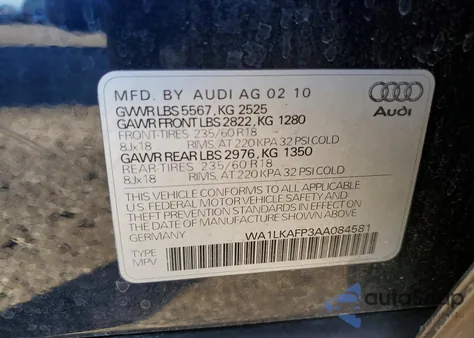 MFD. BY AUDI AG 02 10
GVWR LBS 5567, KG 2525
GAWR FRONT LBS 2822, KG 1280
FRONT-TIRES 235/60 R18
8Jx18 RIMS, AT 220 KPA 32 PSI COLD
GAWR REAR LBS 2976, KG 1350
REAR-TIRES 235/60 R18
8Jx18 RIMS, AT 220 KPA 32 PSI COLD
THIS VEHICLE CONFORMS TO ALL APPLICABLE
U.S. FEDERAL MOTOR VEHICLE SAFETY
STANDARDS IN EFFECT ON THE
DATE OF MANUFACTURE SHOWN ABOVE.
GERMANY WA1LKAFP3AA084581
TYPE
MPV
Audi